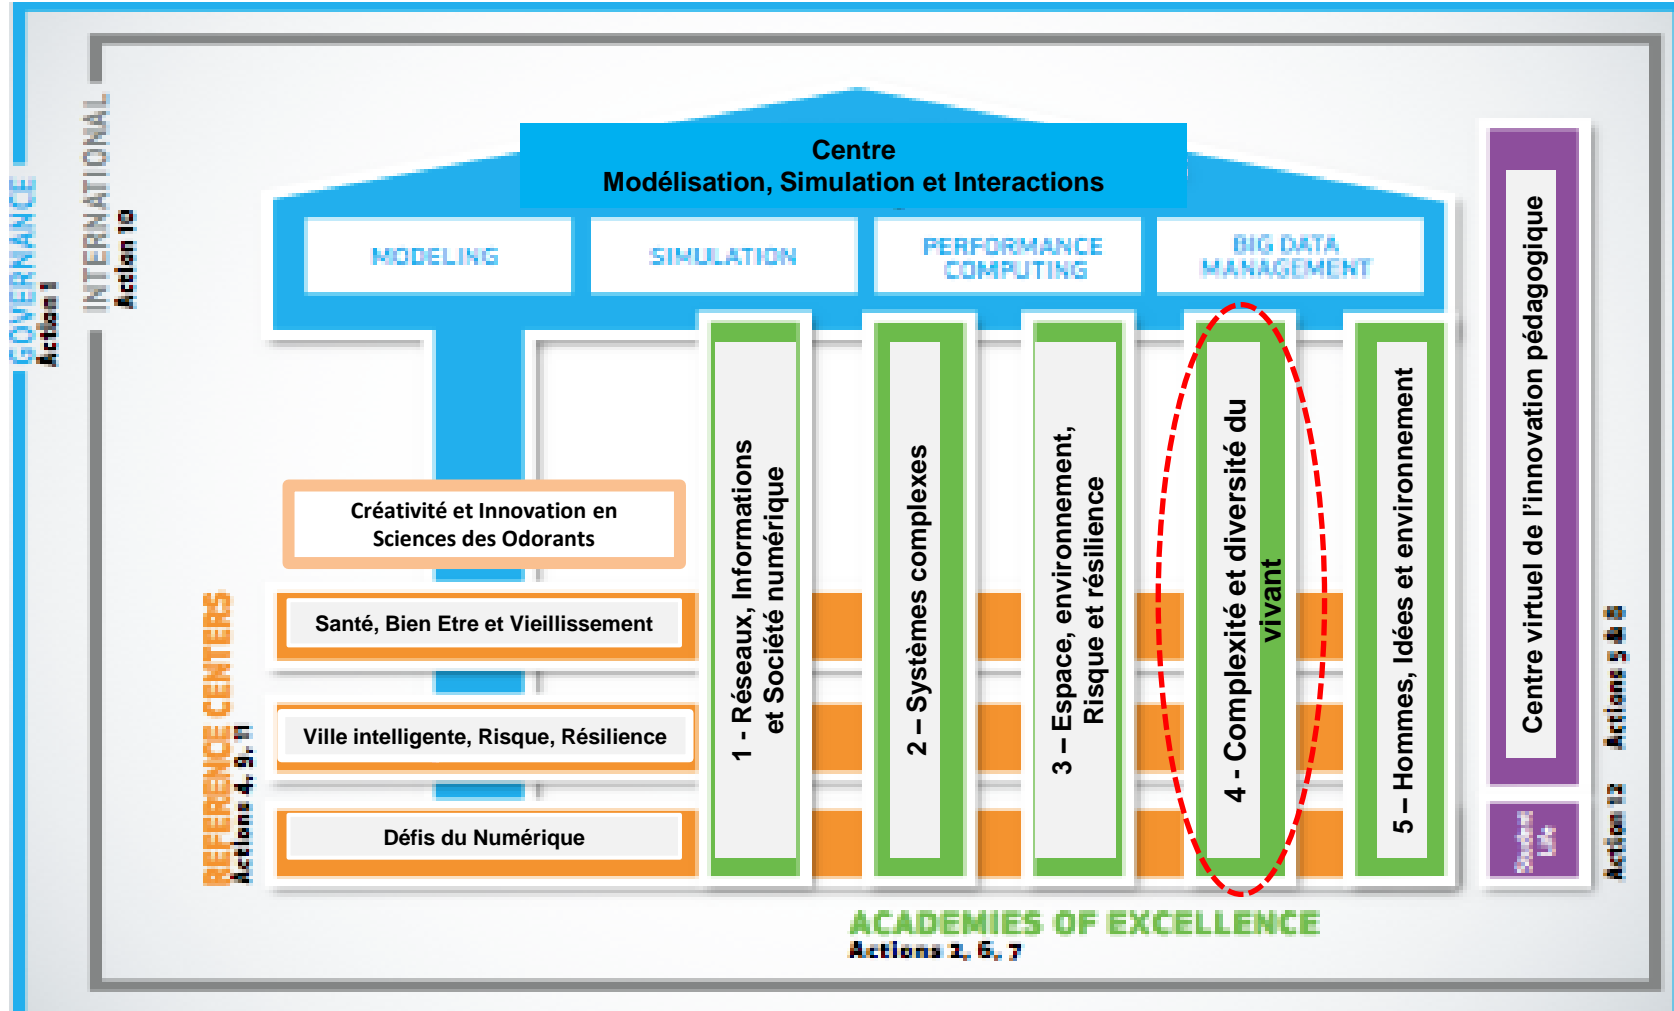 GOVERNANCE
Action 1
INTERNATIONAL
Action 10
Centre
Modélisation, Simulation et Interactions
MODELING
SIMULATION
PERFORMANCE
COMPUTING
BIG DATA
MANAGEMENT
Créativité et Innovation en
Sciences des Odorants
REFERENCE CENTERS
Actions 4, 9, 11
Santé, Bien Etre et Vieillissement
Ville intelligente, Risque, Résilience
Défis du Numérique
1 - Réseaux, Informations
et Société numérique
2 – Systèmes complexes
3 – Espace, environnement,
Risque et résilience
4 - Complexité et diversité du
vivant
5 – Hommes, Idées et environnement
Centre virtuel de l'innovation pédagogique
Actions 5 & 8
Student
Life
Action 12
ACADEMIES OF EXCELLENCE
Actions 2, 6, 7